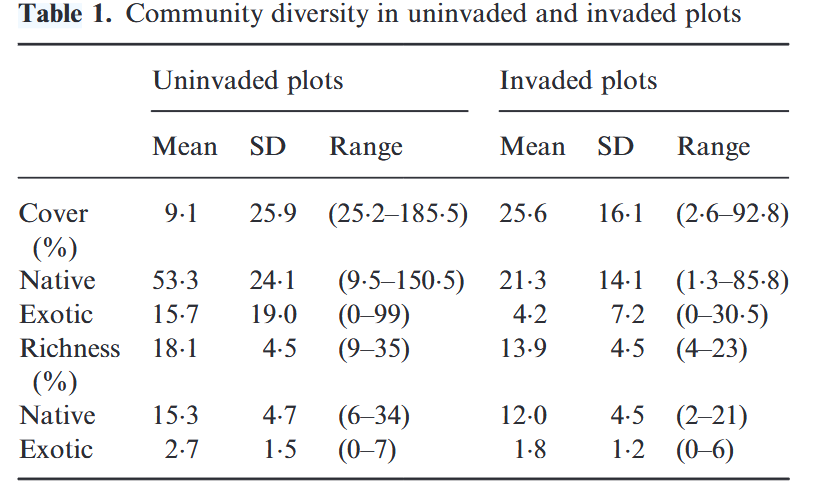 Table 1. Community diversity in uninvaded and invaded plots
Uninvaded plots Invaded plots
Mean SD Range Mean SD Range
Cover 9·1 25·9 (25·2–185·5) 25·6 16·1 (2·6–92·8)
(%)
Native 53·3 24·1 (9·5–150·5) 21·3 14·1 (1·3–85·8)
Exotic 15·7 19·0 (0–99) 4·2 7·2 (0–30·5)
Richness 18·1 4·5 (9–35) 13·9 4·5 (4–23)
(%)
Native 15·3 4·7 (6–34) 12·0 4·5 (2–21)
Exotic 2·7 1·5 (0–7) 1·8 1·2 (0–6)